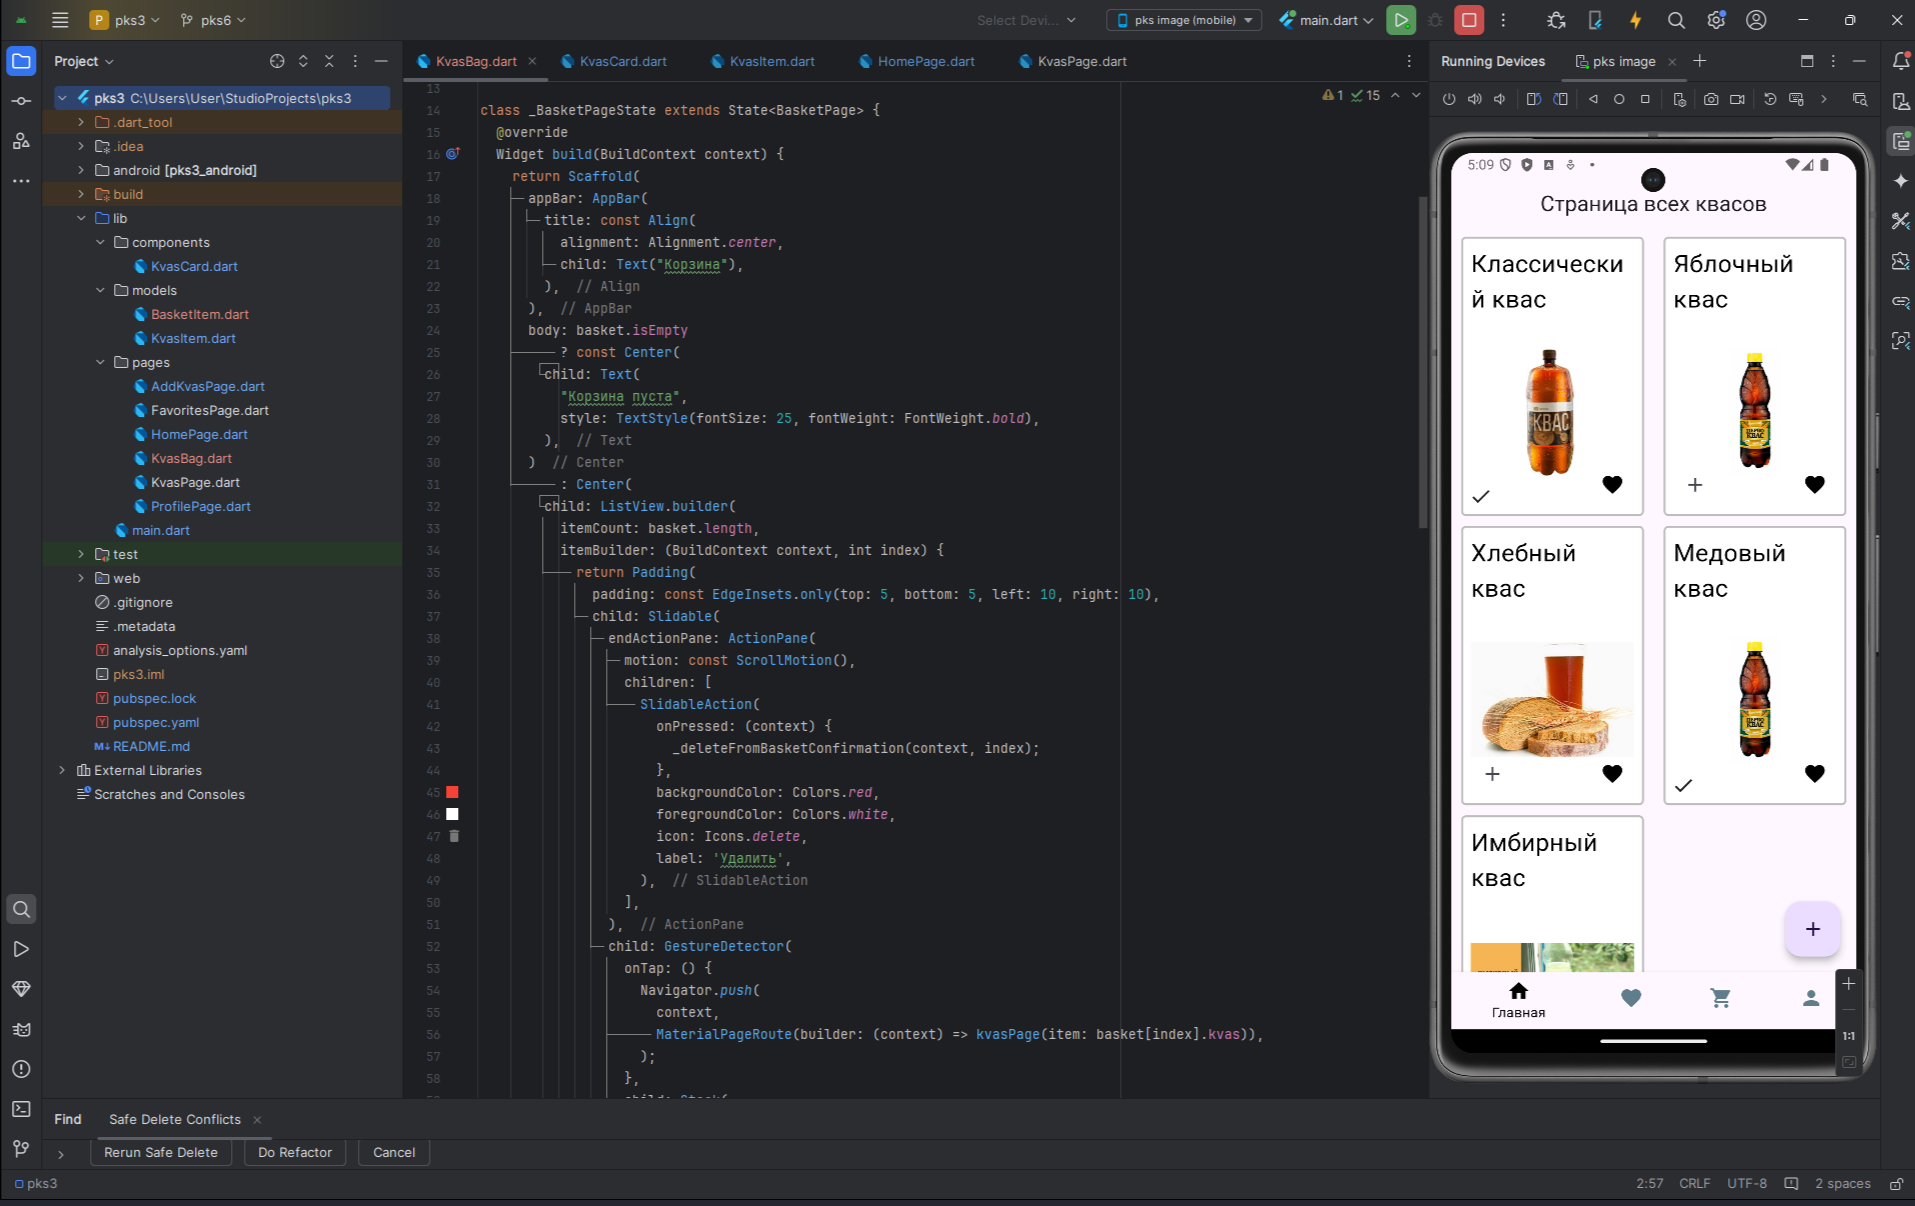 P pks3 pks6
Select Devi...
pks image (mobile)
main.dart
Project
KvasBag.dart
KvasCard.dart
KvasItem.dart
HomePage.dart
KvasPage.dart
Running Devices
pks image
pks3 C:\Users\User\StudioProjects\pks3
.dart_tool
.idea
android [pks3_android]
build
lib
components
KvasCard.dart
models
BasketItem.dart
KvasItem.dart
pages
AddKvasPage.dart
FavoritesPage.dart
HomePage.dart
KvasBag.dart
KvasPage.dart
ProfilePage.dart
main.dart
test
web
.gitignore
.metadata
analysis_options.yaml
pks3.iml
pubspec.lock
pubspec.yaml
M↓ README.md
External Libraries
Scratches and Consoles
1 15
13
14 class _BasketPageState extends State<BasketPage> {
15 @override
16 Widget build(BuildContext context) {
17 return Scaffold(
18 appBar: AppBar(
19 title: const Align(
20 alignment: Alignment.center,
21 child: Text("Корзина"),
22 ), // Align
23 ), // AppBar
24 body: basket.isEmpty
25 ? const Center(
26 child: Text(
27 "Корзина пуста",
28 style: TextStyle(fontSize: 25, fontWeight: FontWeight.bold),
29 ), // Text
30 ) // Center
31 : Center(
32 child: ListView.builder(
33 itemCount: basket.length,
34 itemBuilder: (BuildContext context, int index) {
35 return Padding(
36 padding: const EdgeInsets.only(top: 5, bottom: 5, left: 10, right: 10),
37 child: Slidable(
38 endActionPane: ActionPane(
39 motion: const ScrollMotion(),
40 children: [
41 SlidableAction(
42 onPressed: (context) {
43 _deleteFromBasketConfirmation(context, index);
44 },
45 backgroundColor: Colors.red,
46 foregroundColor: Colors.white,
47 icon: Icons.delete,
48 label: 'Удалить',
49 ), // SlidableAction
50 ],
51 ), // ActionPane
52 child: GestureDetector(
53 onTap: () {
54 Navigator.push(
55 context,
56 MaterialPageRoute(builder: (context) => kvasPage(item: basket[index].kvas)),
57 );
58 },
child: Stack(
5:09
Страница всех квасов
Классически
й квас
КВАС
Яблочный
квас
КВАС
Хлебный
квас
Медовый
квас
КВАС
Имбирный
квас
Главная
1:1
Find
Safe Delete Conflicts
Rerun Safe Delete
Do Refactor
Cancel
pks3
2:57 CRLF UTF-8 2 spaces